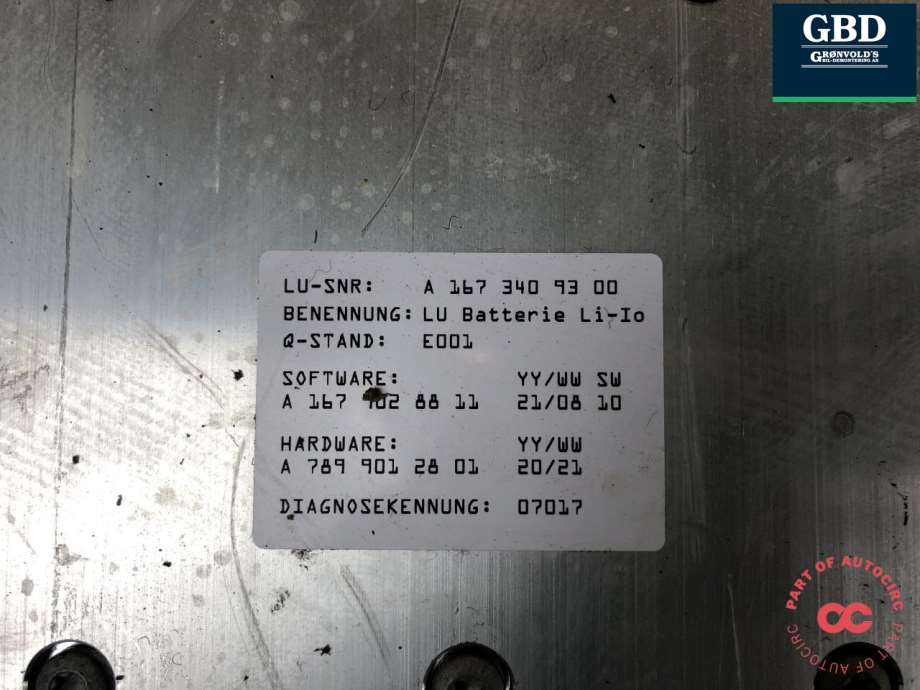 GBD
GRØNVOLD'S
BIL-DEMONTERING AS
LU-SNR: A 167 340 93 00
BENENNUNG: LU Batterie Li-Io
Q-STAND: E001
SOFTWARE: YY/WW SW
A 167 902 88 11 21/08 10
HARDWARE: YY/WW
A 789 901 28 01 20/21
DIAGNOSEKENNUNG: 07017
PART OF AUTOCIRC PART OF AUTOCIRC